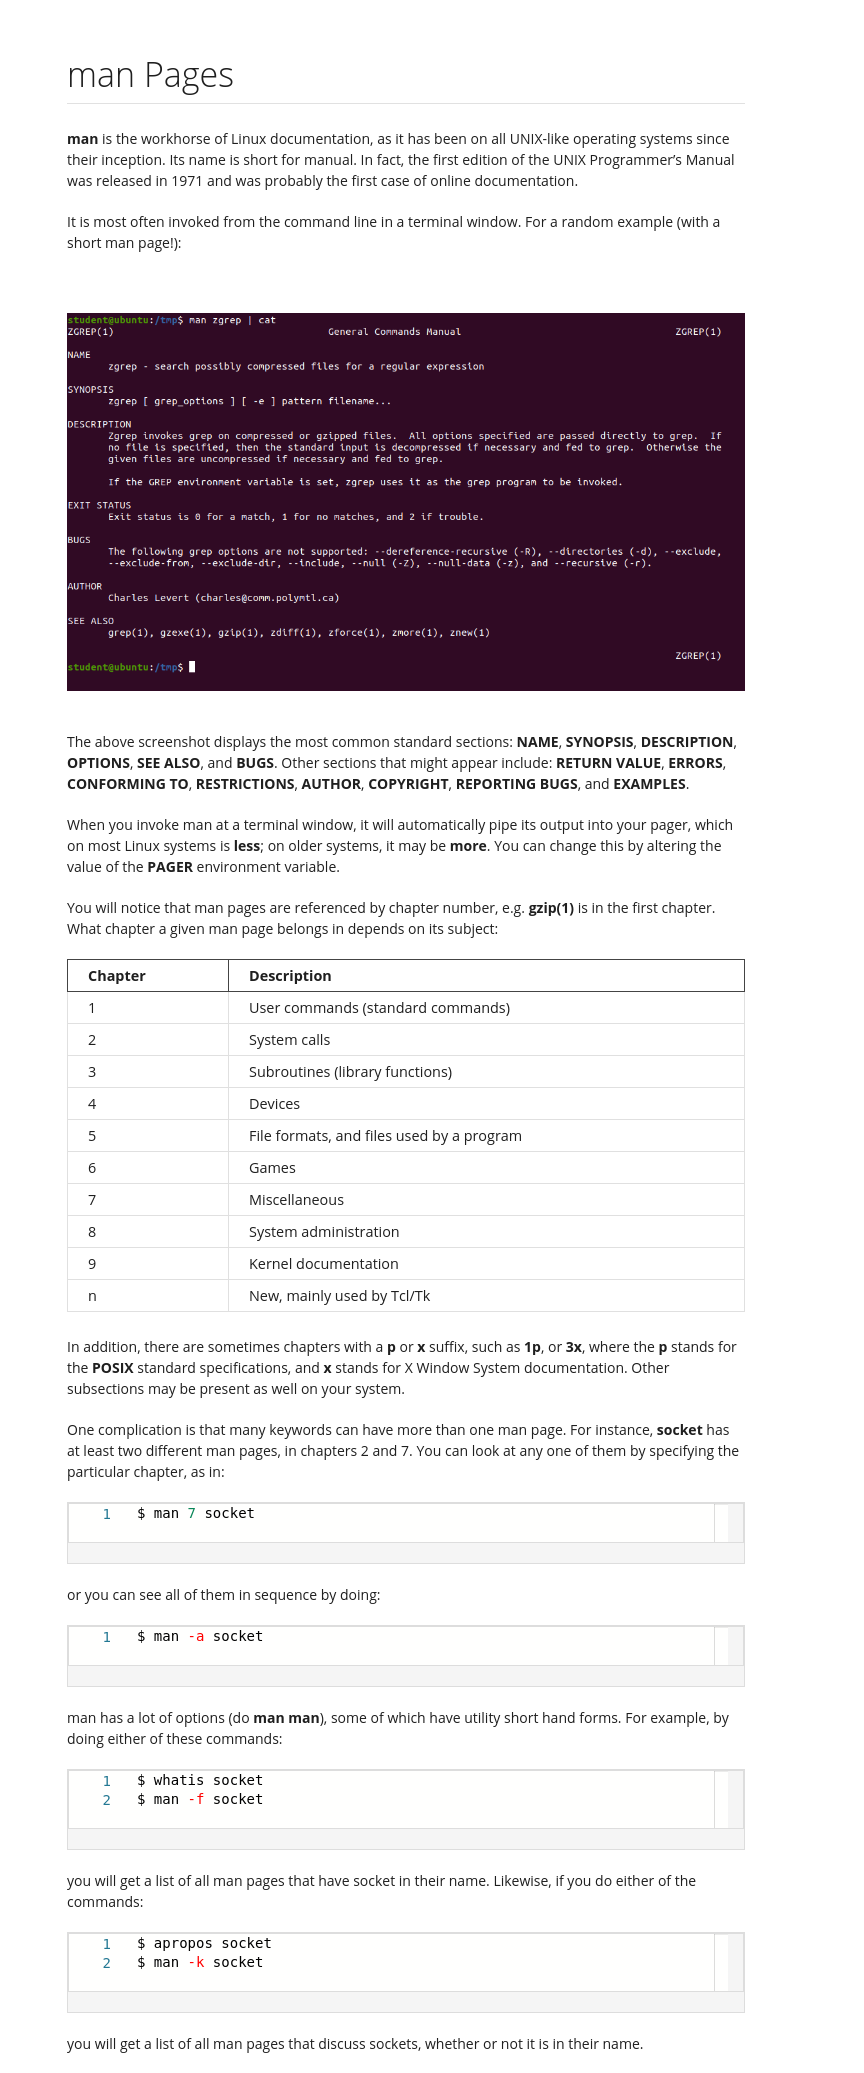 man Pages
man is the workhorse of Linux documentation, as it has been on all UNIX-like operating systems since
their inception. Its name is short for manual. In fact, the first edition of the UNIX Programmer’s Manual
was released in 1971 and was probably the first case of online documentation.
It is most often invoked from the command line in a terminal window. For a random example (with a
short man page!):
student@ubuntu:/tmp$ man zgrep | cat
ZGREP(1) General Commands Manual ZGREP(1)
NAME
zgrep - search possibly compressed files for a regular expression
SYNOPSIS
zgrep [ grep_options ] [ -e ] pattern filename...
DESCRIPTION
Zgrep invokes grep on compressed or gzipped files. All options specified are passed directly to grep. If
no file is specified, then the standard input is decompressed if necessary and fed to grep. Otherwise the
given files are uncompressed if necessary and fed to grep.
If the GREP environment variable is set, zgrep uses it as the grep program to be invoked.
EXIT STATUS
Exit status is 0 for a match, 1 for no matches, and 2 if trouble.
BUGS
The following grep options are not supported: --dereference-recursive (-R), --directories (-d), --exclude,
--exclude-from, --exclude-dir, --include, --null (-Z), --null-data (-z), and --recursive (-r).
AUTHOR
Charles Levert (charles@comm.polymtl.ca)
SEE ALSO
grep(1), gzexe(1), gzip(1), zdiff(1), zforce(1), zmore(1), znew(1)
ZGREP(1)
student@ubuntu:/tmp$
The above screenshot displays the most common standard sections: NAME, SYNOPSIS, DESCRIPTION,
OPTIONS, SEE ALSO, and BUGS. Other sections that might appear include: RETURN VALUE, ERRORS,
CONFORMING TO, RESTRICTIONS, AUTHOR, COPYRIGHT, REPORTING BUGS, and EXAMPLES.
When you invoke man at a terminal window, it will automatically pipe its output into your pager, which
on most Linux systems is less; on older systems, it may be more. You can change this by altering the
value of the PAGER environment variable.
You will notice that man pages are referenced by chapter number, e.g. gzip(1) is in the first chapter.
What chapter a given man page belongs in depends on its subject:
Chapter Description
1 User commands (standard commands)
2 System calls
3 Subroutines (library functions)
4 Devices
5 File formats, and files used by a program
6 Games
7 Miscellaneous
8 System administration
9 Kernel documentation
n New, mainly used by Tcl/Tk
In addition, there are sometimes chapters with a p or x suffix, such as 1p, or 3x, where the p stands for
the POSIX standard specifications, and x stands for X Window System documentation. Other
subsections may be present as well on your system.
One complication is that many keywords can have more than one man page. For instance, socket has
at least two different man pages, in chapters 2 and 7. You can look at any one of them by specifying the
particular chapter, as in:
1 $ man 7 socket
or you can see all of them in sequence by doing:
1 $ man -a socket
man has a lot of options (do man man), some of which have utility short hand forms. For example, by
doing either of these commands:
1 $ whatis socket
2 $ man -f socket
you will get a list of all man pages that have socket in their name. Likewise, if you do either of the
commands:
1 $ apropos socket
2 $ man -k socket
you will get a list of all man pages that discuss sockets, whether or not it is in their name.